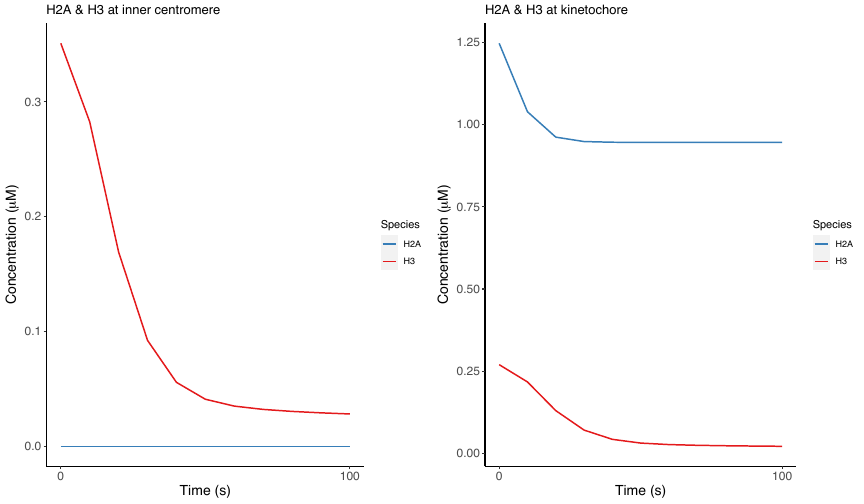 H2A & H3 at inner centromere
Concentration (μM)
0.3
0.2
0.1
0.0
0
100
Time (s)
Species
H2A
H3
H2A & H3 at kinetochore
Concentration (μM)
1.25
1.00
0.75
0.50
0.25
0.00
0
100
Time (s)
Species
H2A
H3